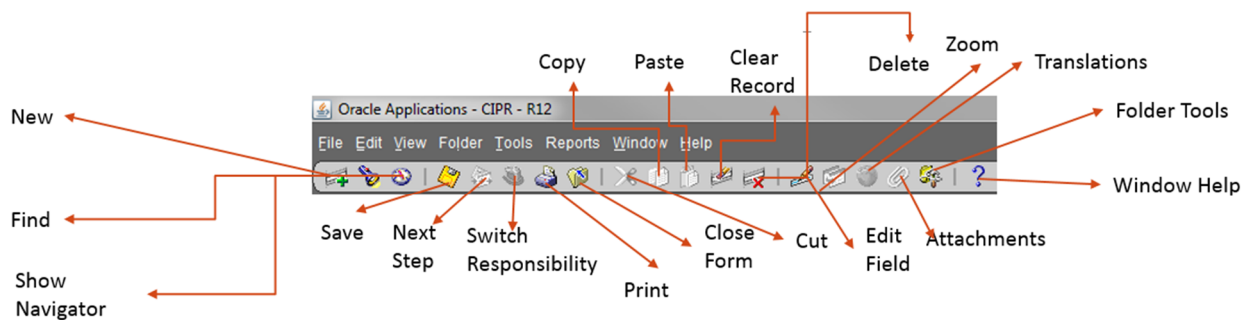 Zoom
Copy
Paste
Clear
Record
Delete
Translations
New
Oracle Applications - CIPR - R12
Folder Tools
File Edit View Folder Tools Reports Window Help
?
Window Help
Find
Save
Next
Step
Switch
Responsibility
Close
Form
Cut
Edit
Field
Attachments
Show
Navigator
Print